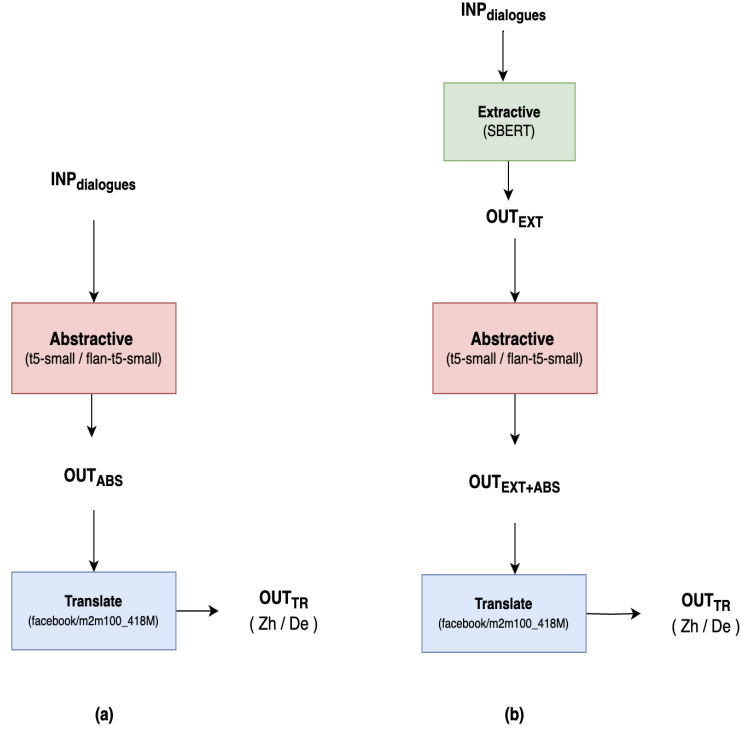 INPdialogues
Abstractive
(t5-small / flan-t5-small)
OUTABS
Translate
(facebook/m2m100_418M)
OUTTR
( Zh / De )
(a)
INPdialogues
Extractive
(SBERT)
OUTEXT
Abstractive
(t5-small / flan-t5-small)
OUTEXT+ABS
Translate
(facebook/m2m100_418M)
OUTTR
( Zh / De )
(b)